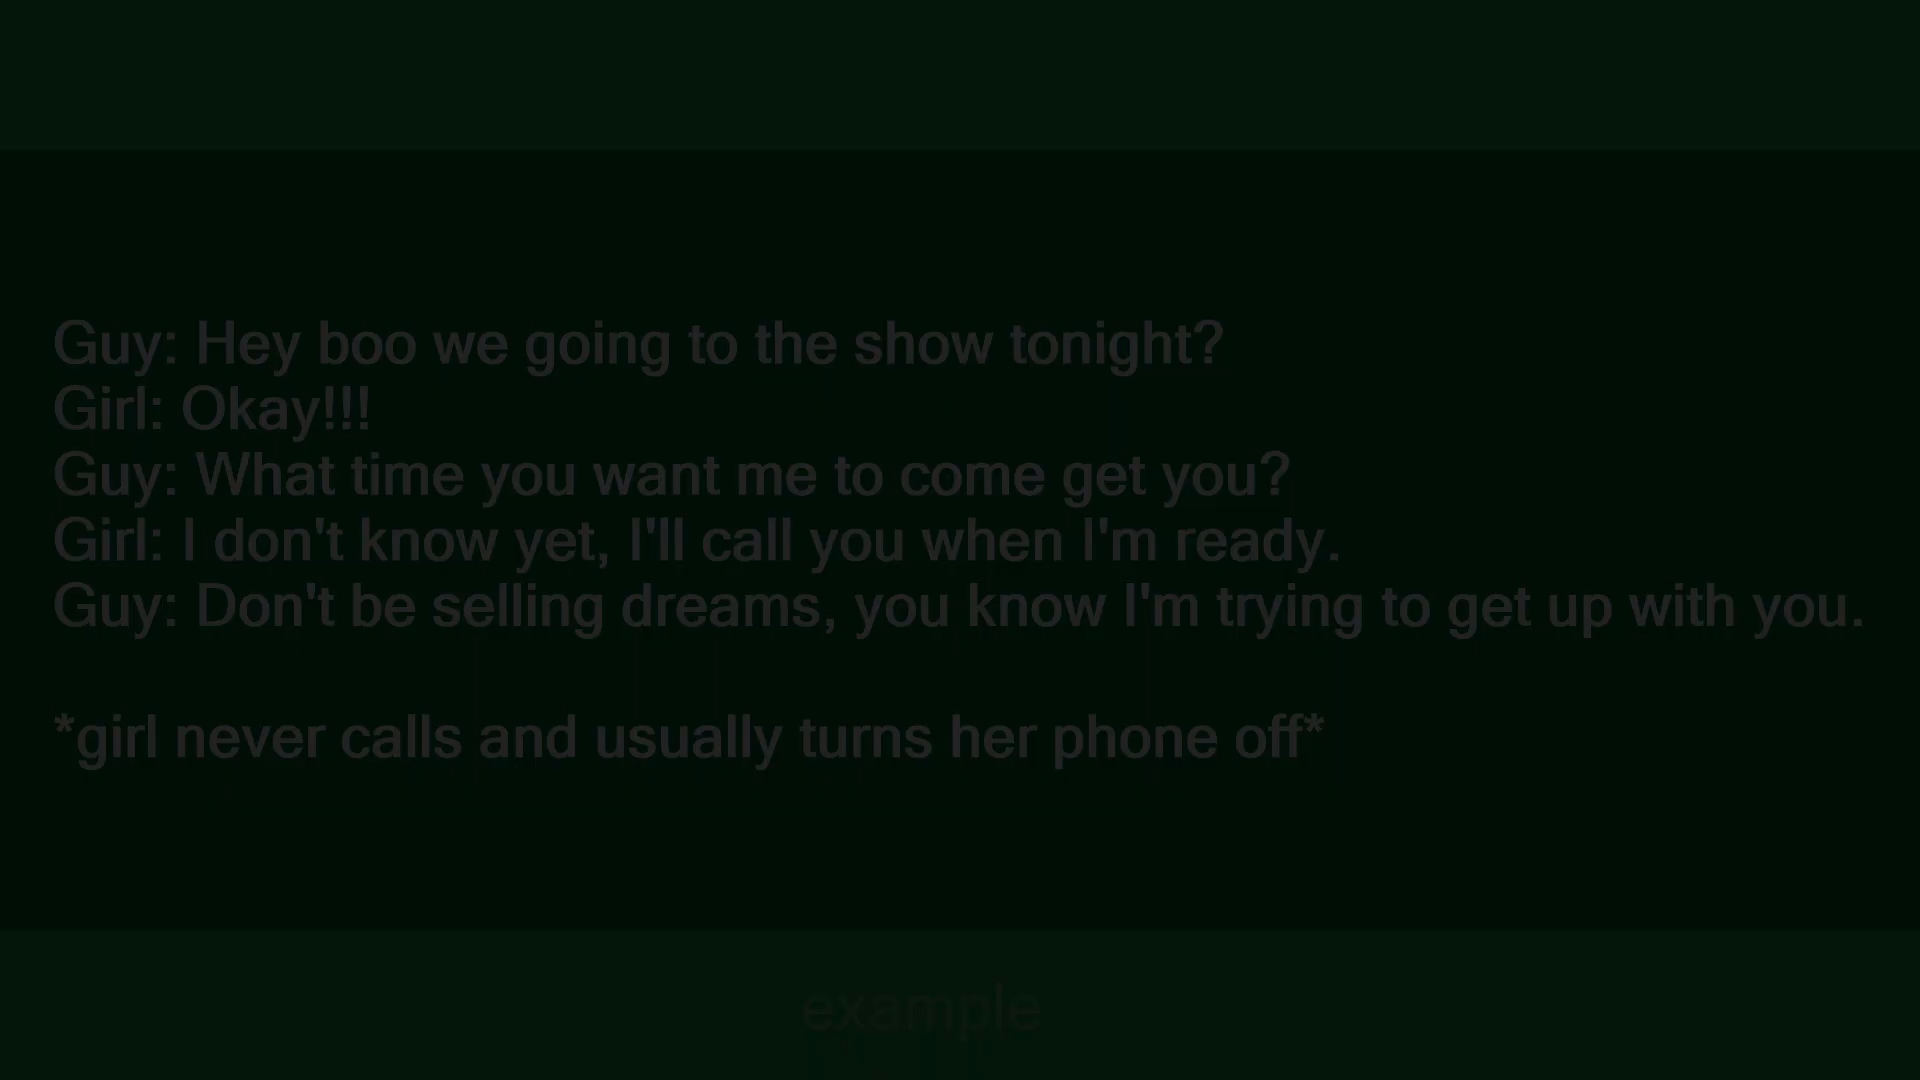 Guy: Hey boo we going to the show tonight?
Girl: Okay!!!
Guy: What time you want me to come get you?
Girl: I don't know yet, I'll call you when I'm ready.
Guy: Don't be selling dreams, you know I'm trying to get up with you.
*girl never calls and usually turns her phone off*
example